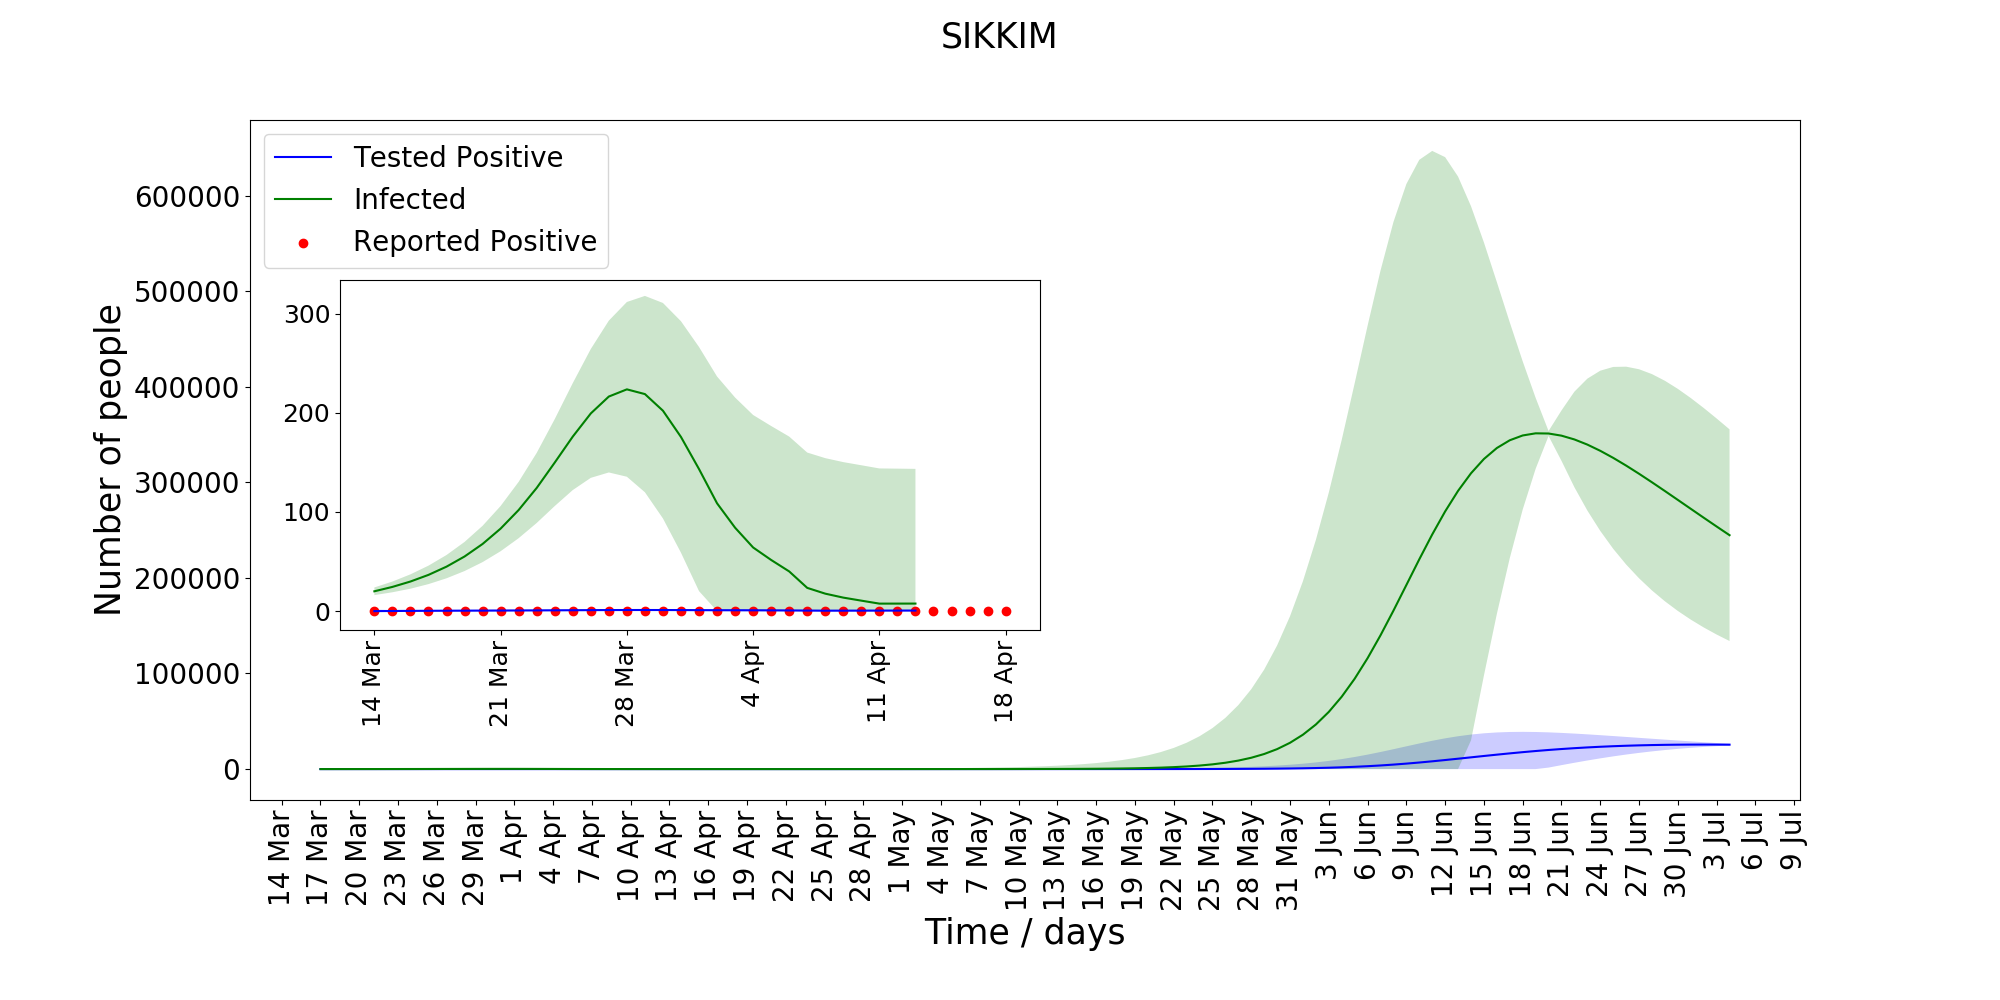 SIKKIM
Tested Positive
Infected
Reported Positive
Number of people
600000
500000
400000
300000
200000
100000
0
300
200
100
0
14 Mar
21 Mar
28 Mar
4 Apr
11 Apr
18 Apr
14 Mar
17 Mar
20 Mar
23 Mar
26 Mar
29 Mar
1 Apr
4 Apr
7 Apr
10 Apr
13 Apr
16 Apr
19 Apr
22 Apr
25 Apr
28 Apr
1 May
4 May
7 May
10 May
13 May
16 May
19 May
22 May
25 May
28 May
31 May
3 Jun
6 Jun
9 Jun
12 Jun
15 Jun
18 Jun
21 Jun
24 Jun
27 Jun
30 Jun
3 Jul
6 Jul
9 Jul
Time / days